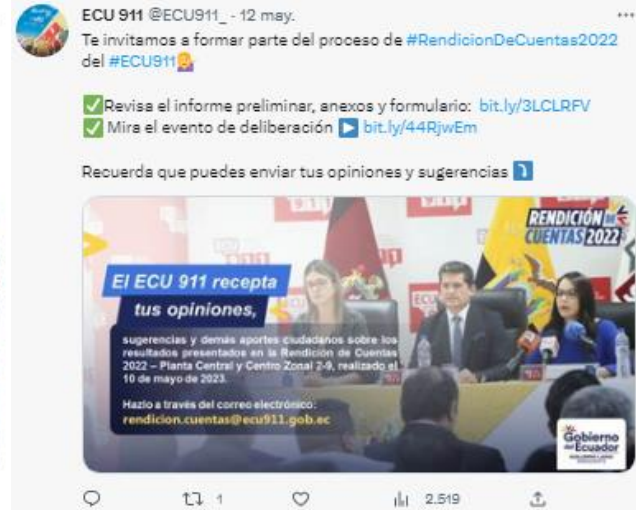 ECU 911 @ECU911_ · 12 may.
Te invitamos a formar parte del proceso de #RendicionDeCuentas2022
del #ECU911
Revisa el informe preliminar, anexos y formulario: bit.ly/3LCLRFV
Mira el evento de deliberación bit.ly/44RjwEm
Recuerda que puedes enviar tus opiniones y sugerencias
RENDICIÓN DE
CUENTAS 2022
El ECU 911 recepta
tus opiniones,
sugerencias y demás aportes ciudadanos sobre los
resultados presentados en la Rendición de Cuentas
2022 – Planta Central y Centro Zonal 2-9, realizado el
10 de mayo de 2023.
Hazlo a través del correo electrónico:
rendicion.cuentas@ecu911.gob.ec
Gobierno
del Ecuador
1
2.519